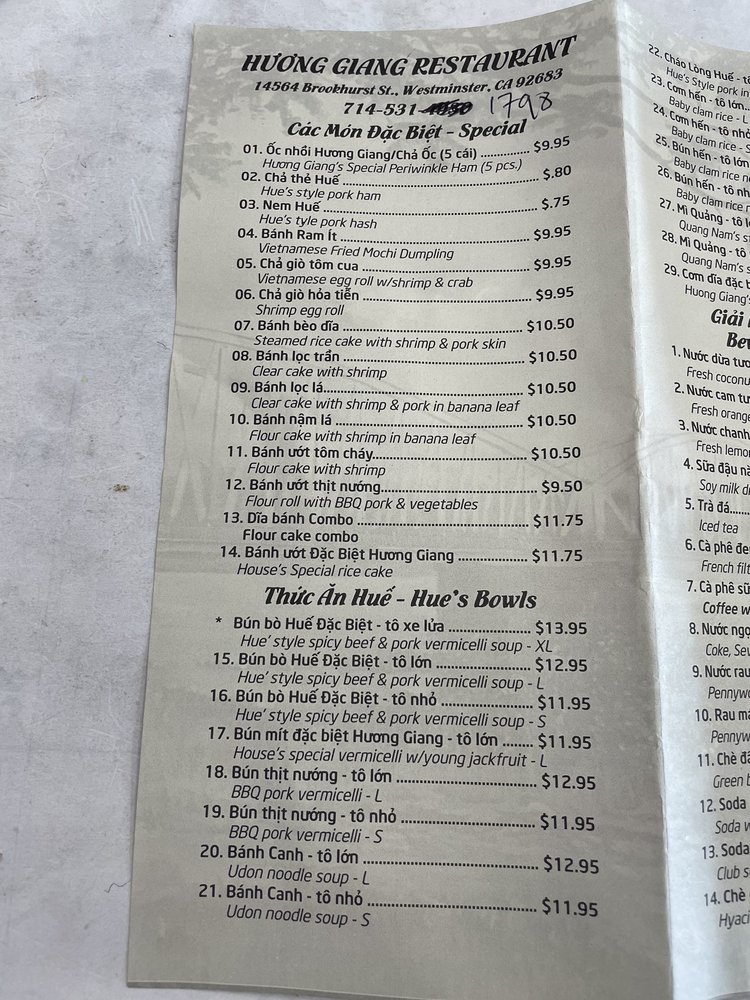 HƯƠNG GIANG RESTAURANT
14564 Brookhurst St., Westminster, CA 92683
714-531- 1798
Các Món Đặc Biệt - Special
01. Ốc nhồi Hương Giang/Chả Ốc (5 cái) $9.95
Hương Giang's Special Periwinkle Ham (5 pcs.)
02. Chả thẻ Huế $.80
Hue's style pork ham
03. Nem Huế $.75
Hue's tyle pork hash
04. Bánh Ram Ít $9.95
Vietnamese Fried Mochi Dumpling
05. Chả giò tôm cua $9.95
Vietnamese egg roll w/shrimp & crab
06. Chả giò hỏa tiễn $9.95
Shrimp egg roll
07. Bánh bèo dĩa $10.50
Steamed rice cake with shrimp & pork skin
08. Bánh lọc trần $10.50
Clear cake with shrimp
09. Bánh lọc lá $10.50
Clear cake with shrimp & pork in banana leaf
10. Bánh nậm lá $10.50
Flour cake with shrimp in banana leaf
11. Bánh ướt tôm cháy $10.50
Flour cake with shrimp
12. Bánh ướt thịt nướng $9.50
Flour roll with BBQ pork & vegetables
13. Dĩa bánh Combo $11.75
Flour cake combo
14. Bánh ướt Đặc Biệt Hương Giang $11.75
House's Special rice cake
Thức Ăn Huế - Hue's Bowls
* Bún bò Huế Đặc Biệt - tô xe lửa $13.95
Hue' style spicy beef & pork vermicelli soup - XL
15. Bún bò Huế Đặc Biệt - tô lớn $12.95
Hue' style spicy beef & pork vermicelli soup - L
16. Bún bò Huế Đặc Biệt - tô nhỏ $11.95
Hue' style spicy beef & pork vermicelli soup - S
17. Bún mít đặc biệt Hương Giang - tô lớn $11.95
House's special vermicelli w/young jackfruit - L
18. Bún thịt nướng - tô lớn $12.95
BBQ pork vermicelli - L
19. Bún thịt nướng - tô nhỏ $11.95
BBQ pork vermicelli - S
20. Bánh Canh - tô lớn $12.95
Udon noodle soup - L
21. Bánh Canh - tô nhỏ $11.95
Udon noodle soup - S
22. Cháo Lòng Huế - tô
Hue's Style pork in
23. Cơm hến - tô lớn
Baby clam rice - L
24. Cơm hến - tô nhỏ
Baby clam rice - S
25. Bún hến - tô lớn
Baby clam rice
26. Bún hến - tô
Baby clam rice
27. Mì Quảng - tô
Quang Nam's
28. Mì Quảng - tô
Quang Nam's
29. Cơm dĩa đặc
Huong Giang's
Giải
1. Nước dừa
Fresh
2. Nước cam
Fresh
3. Nước chanh
Fresh
4. Sữa đậu
Soy milk
5. Trà đá
Iced tea
6. Cà phê
French
7. Cà phê
Coffee
8. Nước
Coke,
9. Nước rau
10. Rau
11. Chè
Green
12. Soda
Soda
13. Soda
Club
14. Chè